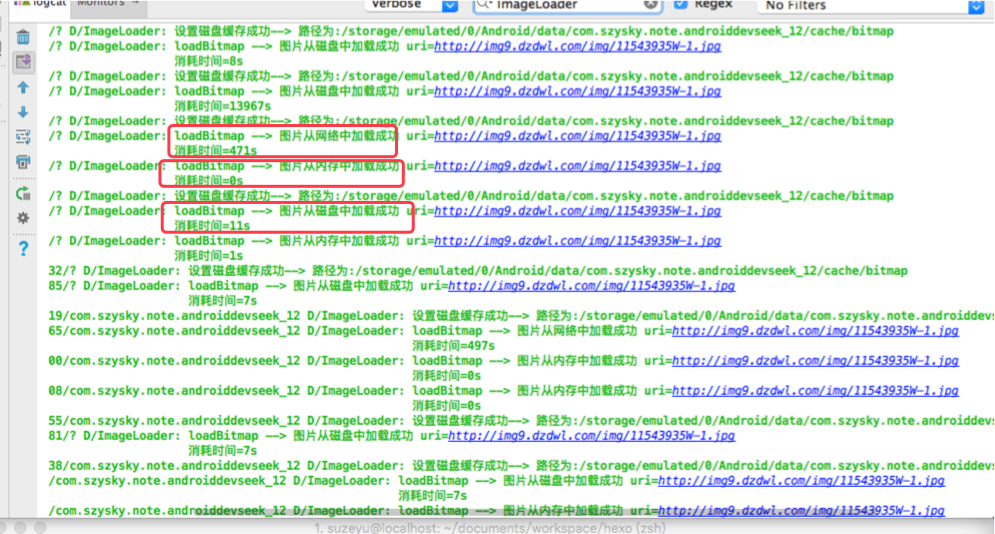 logcat Monitors
Verbose ImageLoader Regex No Filters
/? D/ImageLoader: 设置磁盘缓存成功--> 路径为:/storage/emulated/0/Android/data/com.szysky.note.androiddevseek_12/cache/bitmap
/? D/ImageLoader: loadBitmap --> 图片从磁盘中加载成功 uri=http://img9.dzdwl.com/img/11543935W-1.jpg
消耗时间=8s
/? D/ImageLoader: 设置磁盘缓存成功--> 路径为:/storage/emulated/0/Android/data/com.szysky.note.androiddevseek_12/cache/bitmap
/? D/ImageLoader: loadBitmap --> 图片从磁盘中加载成功 uri=http://img9.dzdwl.com/img/11543935W-1.jpg
消耗时间=13967s
/? D/ImageLoader: 设置磁盘缓存成功--> 路径为:/storage/emulated/0/Android/data/com.szysky.note.androiddevseek_12/cache/bitmap
/? D/ImageLoader: loadBitmap --> 图片从网络中加载成功 uri=http://img9.dzdwl.com/img/11543935W-1.jpg
消耗时间=471s
/? D/ImageLoader: loadBitmap --> 图片从内存中加载成功 uri=http://img9.dzdwl.com/img/11543935W-1.jpg
消耗时间=0s
/? D/ImageLoader: 设置磁盘缓存成功--> 路径为:/storage/emulated/0/Android/data/com.szysky.note.androiddevseek_12/cache/bitmap
/? D/ImageLoader: loadBitmap --> 图片从磁盘中加载成功 uri=http://img9.dzdwl.com/img/11543935W-1.jpg
消耗时间=11s
/? D/ImageLoader: loadBitmap --> 图片从内存中加载成功 uri=http://img9.dzdwl.com/img/11543935W-1.jpg
消耗时间=1s
32/? D/ImageLoader: 设置磁盘缓存成功--> 路径为:/storage/emulated/0/Android/data/com.szysky.note.androiddevseek_12/cache/bitmap
85/? D/ImageLoader: loadBitmap --> 图片从磁盘中加载成功 uri=http://img9.dzdwl.com/img/11543935W-1.jpg
消耗时间=7s
19/com.szysky.note.androiddevseek_12 D/ImageLoader: 设置磁盘缓存成功--> 路径为:/storage/emulated/0/Android/data/com.szysky.note.androiddevs
65/com.szysky.note.androiddevseek_12 D/ImageLoader: loadBitmap --> 图片从网络中加载成功 uri=http://img9.dzdwl.com/img/11543935W-1.jpg
消耗时间=497s
00/com.szysky.note.androiddevseek_12 D/ImageLoader: loadBitmap --> 图片从内存中加载成功 uri=http://img9.dzdwl.com/img/11543935W-1.jpg
消耗时间=0s
08/com.szysky.note.androiddevseek_12 D/ImageLoader: loadBitmap --> 图片从内存中加载成功 uri=http://img9.dzdwl.com/img/11543935W-1.jpg
消耗时间=0s
55/com.szysky.note.androiddevseek_12 D/ImageLoader: 设置磁盘缓存成功--> 路径为:/storage/emulated/0/Android/data/com.szysky.note.androiddevs
81/? D/ImageLoader: loadBitmap --> 图片从磁盘中加载成功 uri=http://img9.dzdwl.com/img/11543935W-1.jpg
消耗时间=7s
38/com.szysky.note.androiddevseek_12 D/ImageLoader: 设置磁盘缓存成功--> 路径为:/storage/emulated/0/Android/data/com.szysky.note.androiddevs
/com.szysky.note.androiddevseek_12 D/ImageLoader: loadBitmap --> 图片从磁盘中加载成功 uri=http://img9.dzdwl.com/img/11543935W-1.jpg
消耗时间=7s
/com.szysky.note.androiddevseek_12 D/ImageLoader: loadBitmap --> 图片从内存中加载成功 uri=http://img9.dzdwl.com/img/11543935W-1.jpg
1. suzeyu@localhost: ~/documents/workspace/hexo (zsh)